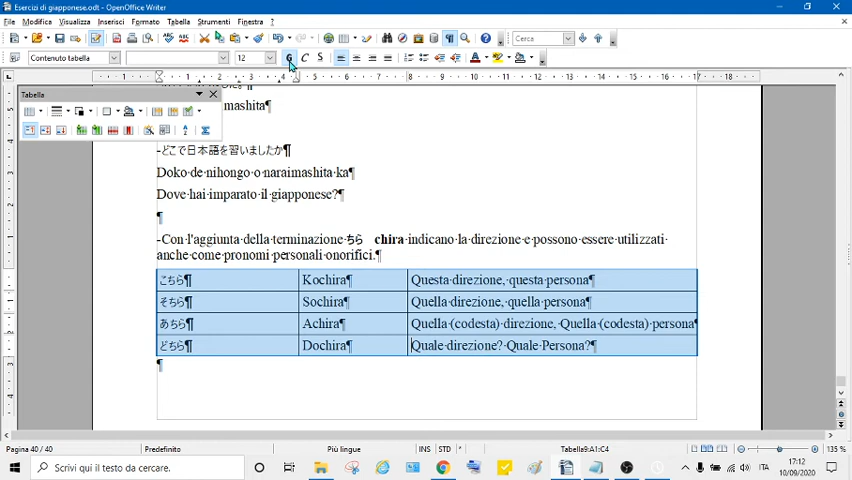 Esercizi di giapponese.odt - OpenOffice Writer
File Modifica Visualizza Inserisci Formato Tabella Strumenti Finestra ?
Cerca
Contenuto tabella 12 G C S
Tabella
mashita¶
-どこで日本語を習いましたか¶
Doko·de·nihongo·o·naraimashita·ka¶
Dove·hai·imparato·il·giapponese?¶
¶
-Con·l'aggiunta·della·terminazione·ちら chira·indicano·la·direzione·e·possono·essere·utilizzati·
anche·come·pronomi·personali·onorifici.¶
こちら¶ Kochira¶ Questa·direzione,·questa·persona¶
そちら¶ Sochira¶ Quella·direzione,·quella·persona¶
あちら¶ Achira¶ Quella·(codesta)·direzione,·Quella·(codesta)·persona¶
どちら¶ Dochira¶ Quale·direzione?·Quale·Persona?¶
¶
Pagina 40 / 40 Predefinito Più lingue INS STD * Tabella9:A1:C4 135 %
Scrivi qui il testo da cercare. ITA 17:12
10/09/2020